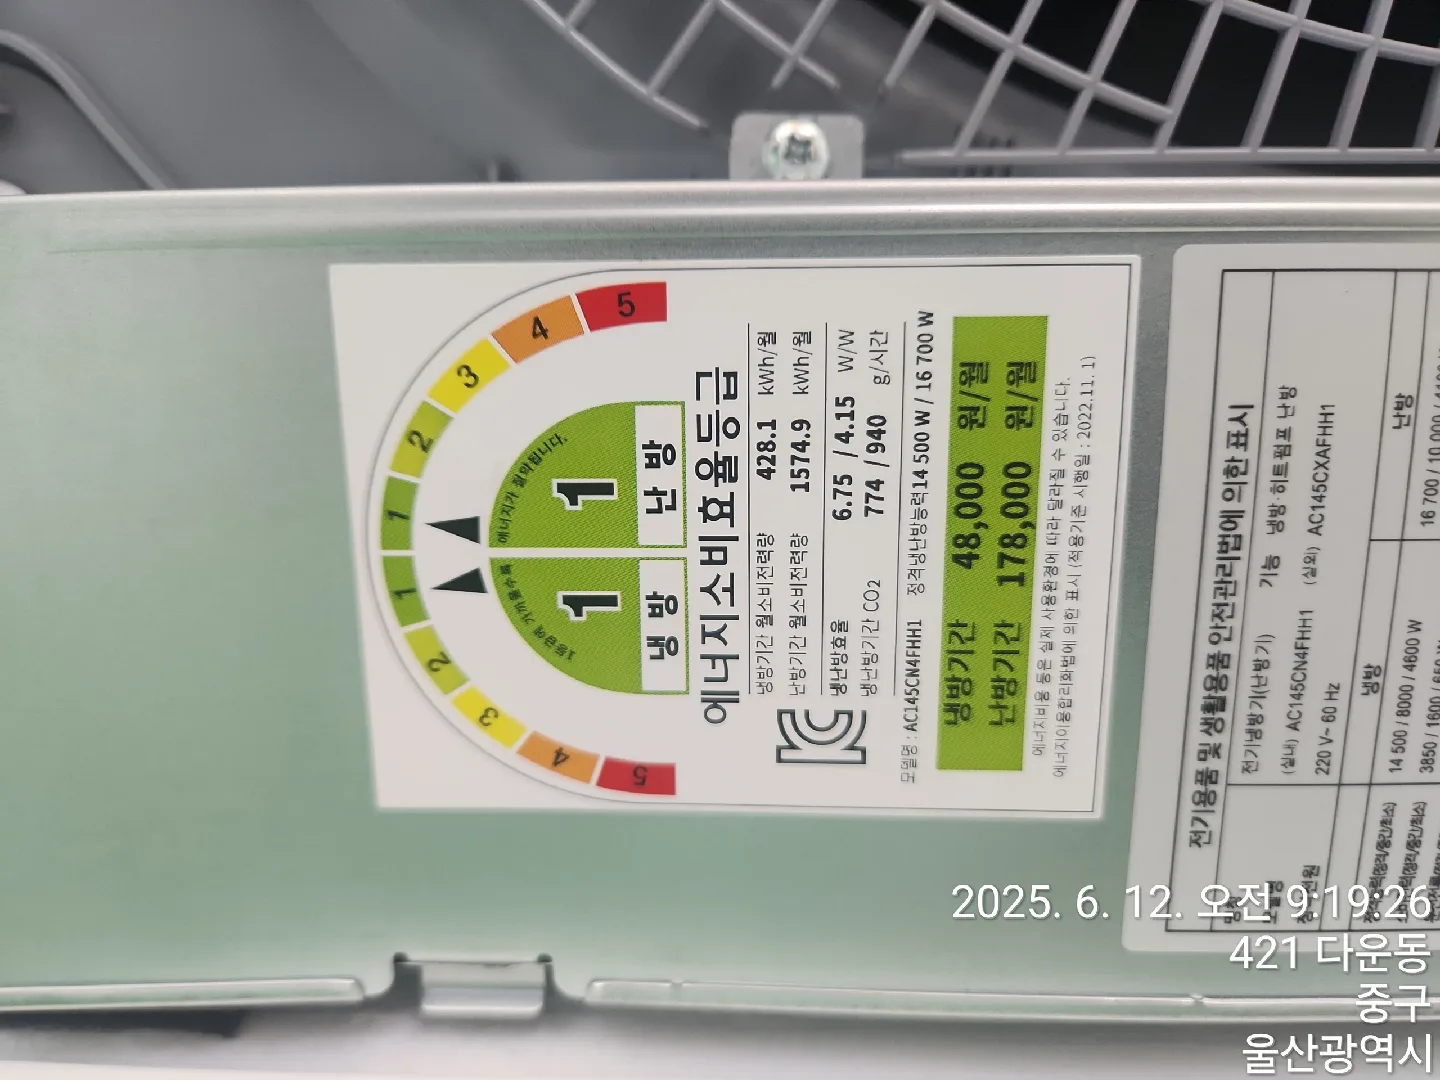 5 4 3 2 1 1 2 3 4 5
1등급에 가까울수록 에너지가 절약됩니다.
1 1
냉방 난방
에너지소비효율등급
냉방기간 월소비전력량 428.1 kWh/월
난방기간 월소비전력량 1574.9 kWh/월
냉난방효율 6.75 / 4.15 W/W
냉난방기간 CO2 774 / 940 g/시간
모델명 : AC145CN4FHH1 정격냉난방능력 14 500 W / 16 700 W
냉방기간 48,000 원/월
난방기간 178,000 원/월
에너지비용 등은 실제 사용환경에 따라 달라질 수 있습니다.
에너지이용합리화법에 의한 표시 (적용기준 시행일 : 2022.11.1)
전기용품 및 생활용품 안전관리법에 의한 표시
전기냉방기(난방기) 기능 냉방·히트펌프 난방
모델명 (실내) AC145CN4FHH1 (실외) AC145CXAFHH1
220 V~ 60 Hz
냉방 난방
14 500 / 8000 / 4600 W 16 700 / 10 000 /
3850 / 1600 /
2025. 6. 12. 오전 9:19:26
421 다운동
중구
울산광역시